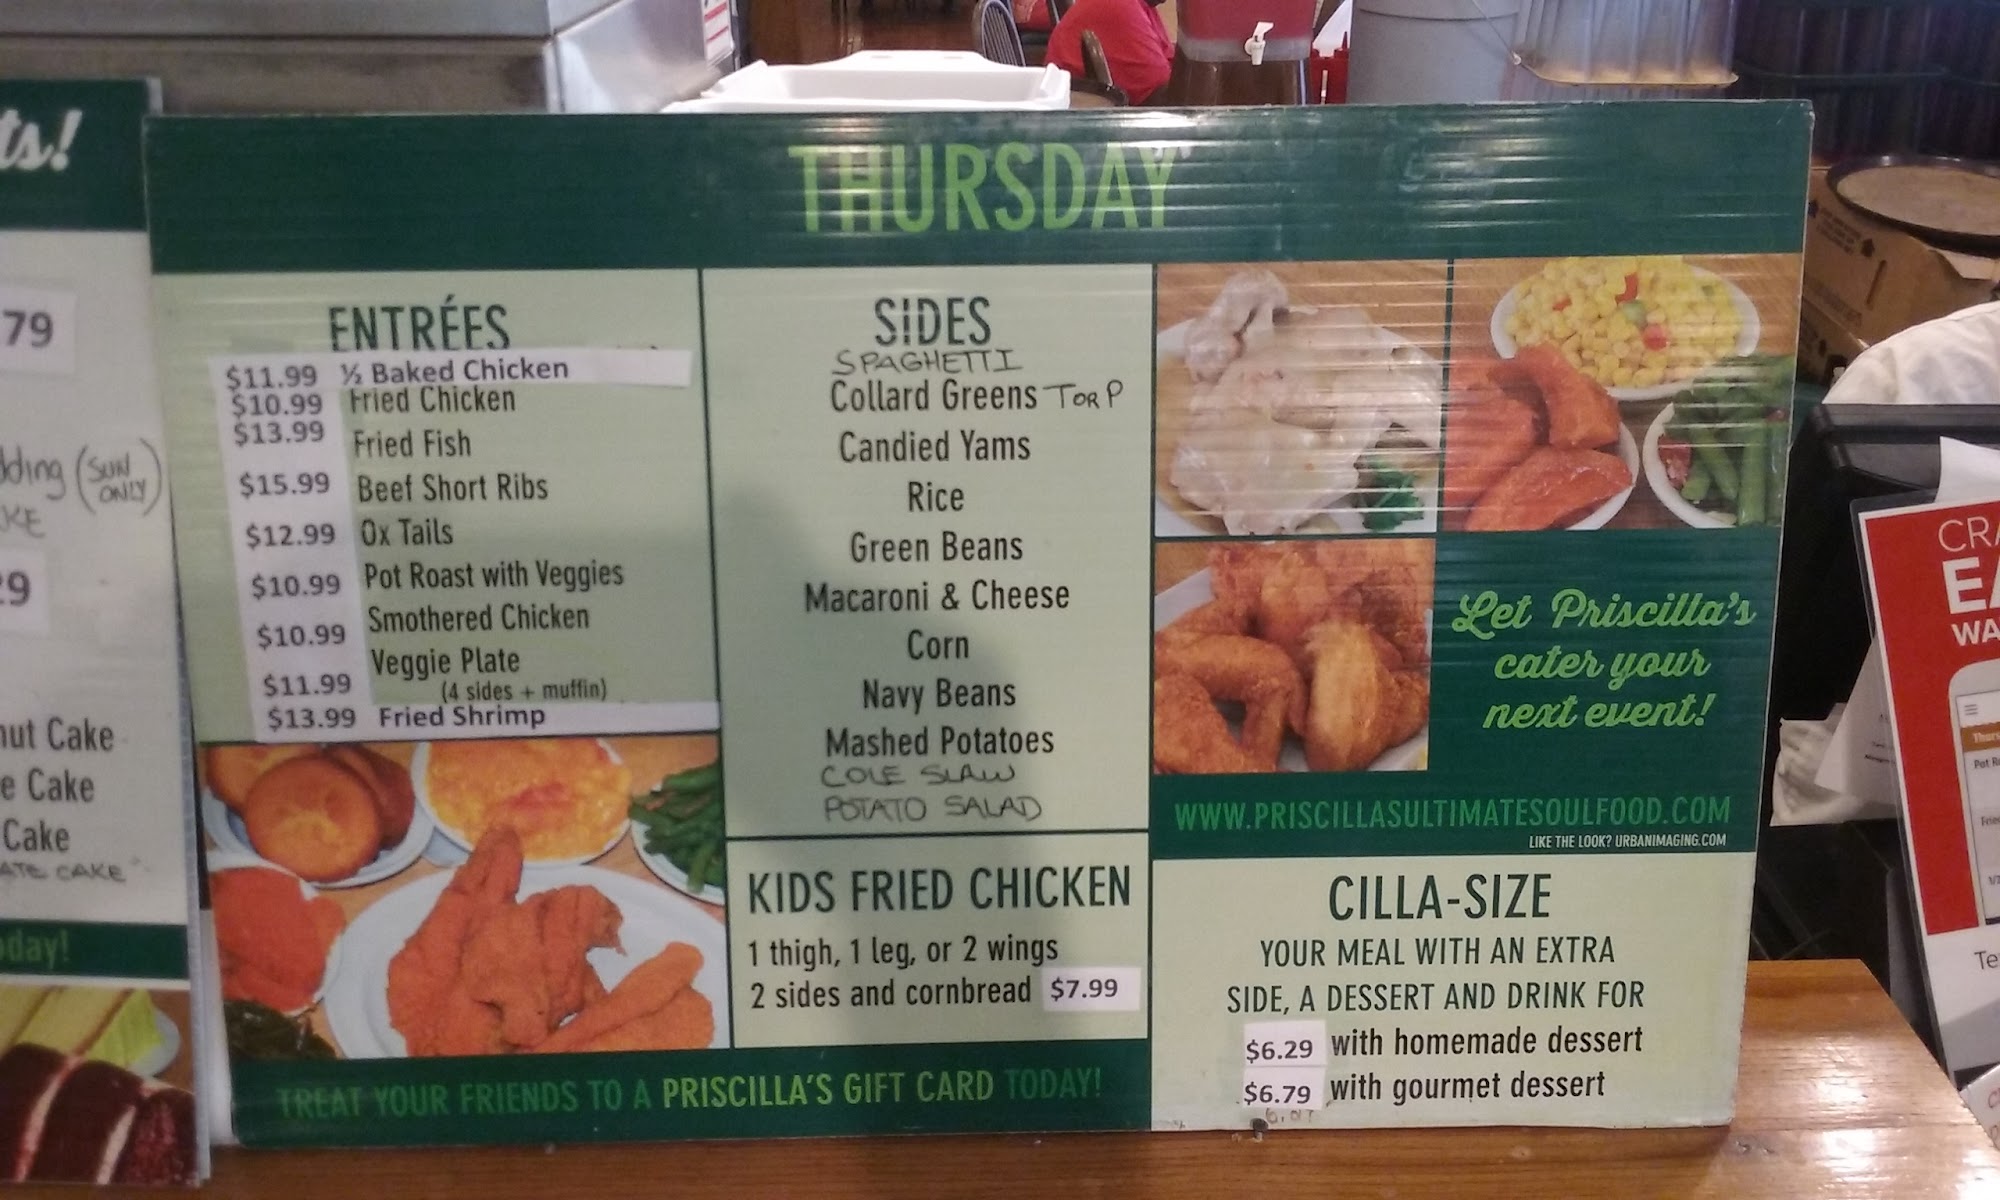 THURSDAY
ENTRÉES
$11.99 ½ Baked Chicken
$10.99 Fried Chicken
$13.99 Fried Fish
$15.99 Beef Short Ribs
$12.99 Ox Tails
$10.99 Pot Roast with Veggies
$10.99 Smothered Chicken
$11.99 Veggie Plate
(4 sides + muffin)
$13.99 Fried Shrimp
SIDES
SPAGHETTI
Collard Greens T or P
Candied Yams
Rice
Green Beans
Macaroni & Cheese
Corn
Navy Beans
Mashed Potatoes
COLE SLAW
POTATO SALAD
KIDS FRIED CHICKEN
1 thigh, 1 leg, or 2 wings
2 sides and cornbread $7.99
Let Priscilla's
cater your
next event!
WWW.PRISCILLASULTIMATESOULFOOD.COM
LIKE THE LOOK? URBANIMAGING.COM
CILLA-SIZE
YOUR MEAL WITH AN EXTRA
SIDE, A DESSERT AND DRINK FOR
$6.29 with homemade dessert
$6.79 with gourmet dessert
TREAT YOUR FRIENDS TO A PRISCILLA'S GIFT CARD TODAY!
ts!
79
dding (SUN
ONLY)
KE
29
nut Cake
e Cake
Cake
ATE CAKE
oday!
CRA
EA
WA
Thurs
Pot R
Te